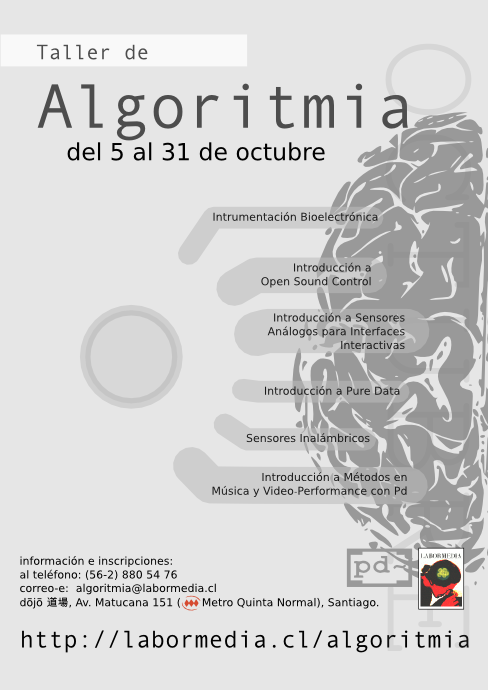 Taller de
Algoritmia
del 5 al 31 de octubre
Intrumentación Bioelectrónica
Introducción a
Open Sound Control
Introducción a Sensores
Análogos para Interfaces
Interactivas
Introducción a Pure Data
Sensores Inalámbricos
Introducción a Métodos en
Música y Video-Performance con Pd
pd~
LABORMEDIA
información e inscripciones:
al teléfono: (56-2) 880 54 76
correo-e: algoritmia@labormedia.cl
dōjō 道場, Av. Matucana 151 (Metro Quinta Normal), Santiago.
http://labormedia.cl/algoritmia